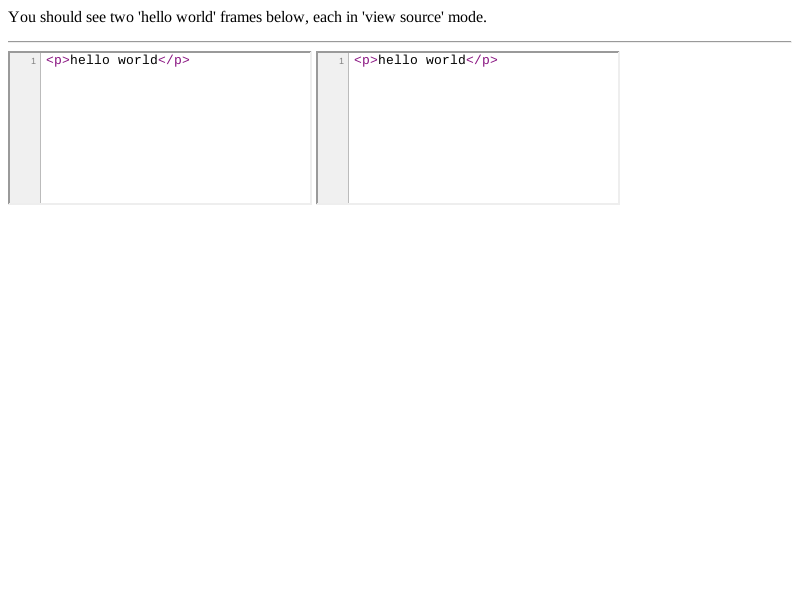 You should see two 'hello world' frames below, each in 'view source' mode.
1 <p>hello world</p>
1 <p>hello world</p>